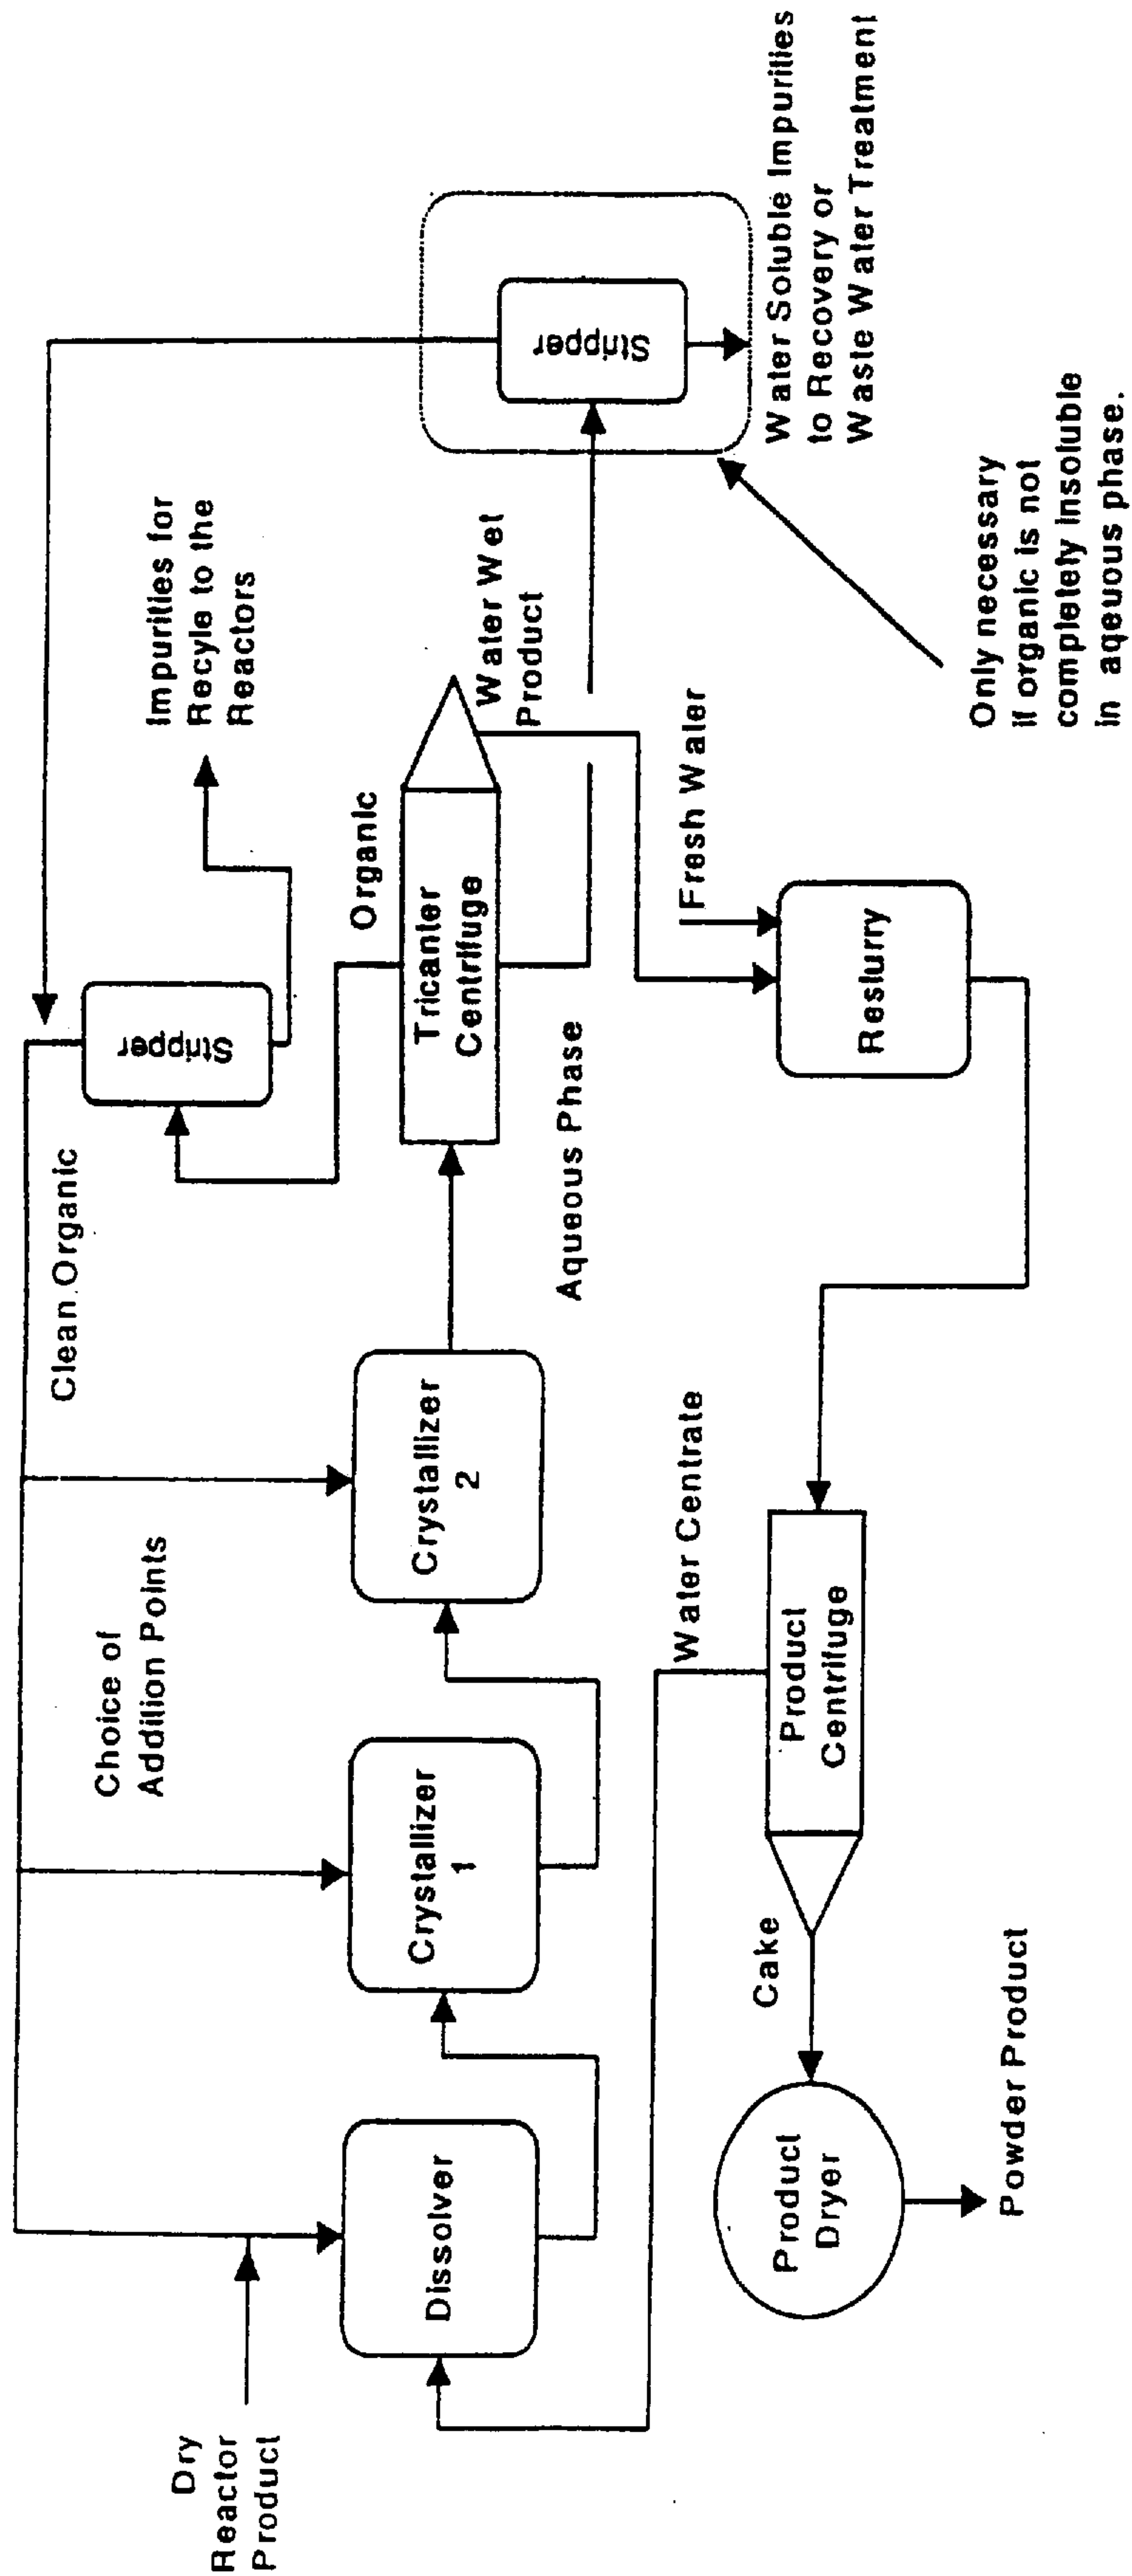 Dry
Reactor
Product
Clean Organic
Choice of
Addition Points
Dissolver
Crystallizer
1
Crystallizer
2
Stripper
Impurities for
Recyle to the
Reactors
Organic
Tricanter
Centrifuge
Water Wet
Product
Aqueous Phase
Stripper
Water Soluble Impurities
to Recovery or
Waste Water Treatment
Only necessary
if organic is not
completely insoluble
in aqeuous phase.
Fresh Water
Reslurry
Water Centrate
Product
Centrifuge
Cake
Product
Dryer
Powder Product